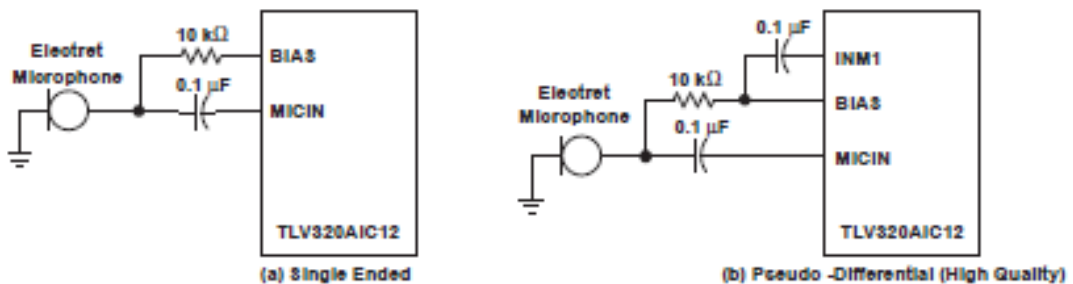 10 kΩ
Electret
Microphone
BIAS
0.1 µF
MICIN
TLV320AIC12
(a) Single Ended
0.1 µF
INM1
10 kΩ
Electret
Microphone
BIAS
0.1 µF
MICIN
TLV320AIC12
(b) Pseudo -Differential (High Quality)